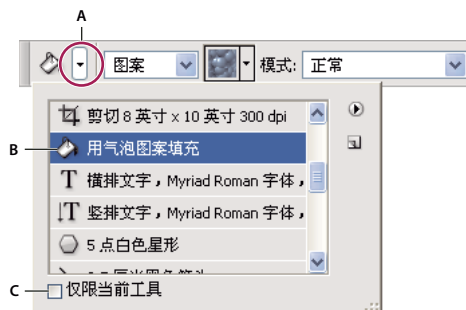 A
图案
模式: 正常
剪切 8 英寸 x 10 英寸 300 dpi
B
用气泡图案填充
横排文字，Myriad Roman 字体，
竖排文字，Myriad Roman 字体，
5 点白色星形
C
仅限当前工具